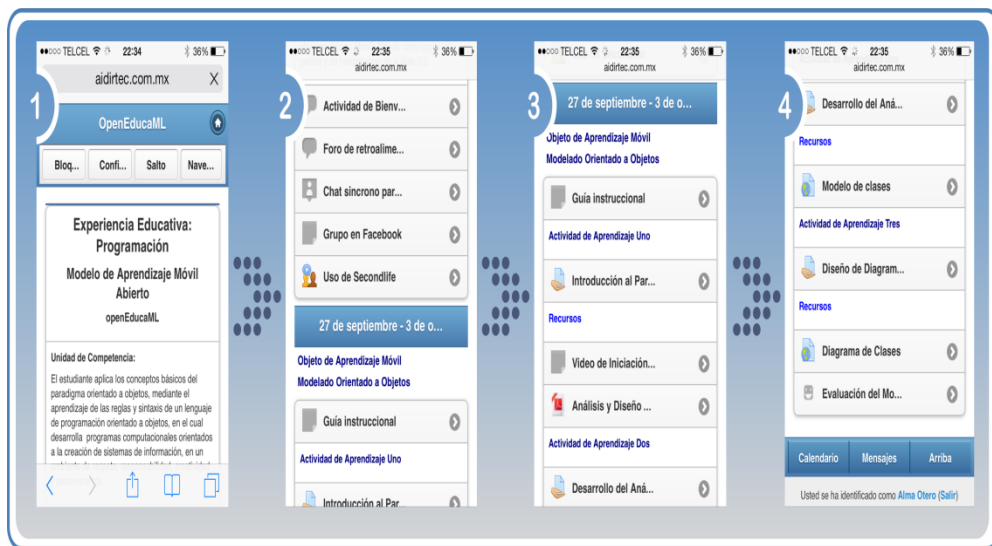 1
TELCEL 22:34 36%
aidirtec.com.mx X
OpenEducaML
Bloq... Confi... Salto Nave...
Experiencia Educativa:
Programación
Modelo de Aprendizaje Móvil
Abierto
openEducaML
Unidad de Competencia:
El estudiante aplica los conceptos básicos del
paradigma orientado a objetos, mediante el
aprendizaje de las reglas y sintaxis de un lenguaje
de programación orientado a objetos, en el cual
desarrolla programas computacionales orientados
a la creación de sistemas de información, en un
2
TELCEL 22:35 36%
aidirtec.com.mx
Actividad de Bienv...
Foro de retroalime...
Chat sincrono par...
Grupo en Facebook
Uso de Secondlife
27 de septiembre - 3 de o...
Objeto de Aprendizaje Móvil
Modelado Orientado a Objetos
Guía instruccional
Actividad de Aprendizaje Uno
Introducción al Par...
3
TELCEL 22:35 36%
aidirtec.com.mx
27 de septiembre - 3 de o...
Objeto de Aprendizaje Móvil
Modelado Orientado a Objetos
Guía instruccional
Actividad de Aprendizaje Uno
Introducción al Par...
Recursos
Video de Iniciación...
Análisis y Diseño ...
Actividad de Aprendizaje Dos
Desarrollo del Aná...
4
TELCEL 22:35 36%
aidirtec.com.mx
Desarrollo del Aná...
Recursos
Modelo de clases
Actividad de Aprendizaje Tres
Diseño de Diagram...
Recursos
Diagrama de Clases
Evaluación del Mo...
Calendario Mensajes Arriba
Usted se ha identificado como Alma Otero (Salir)